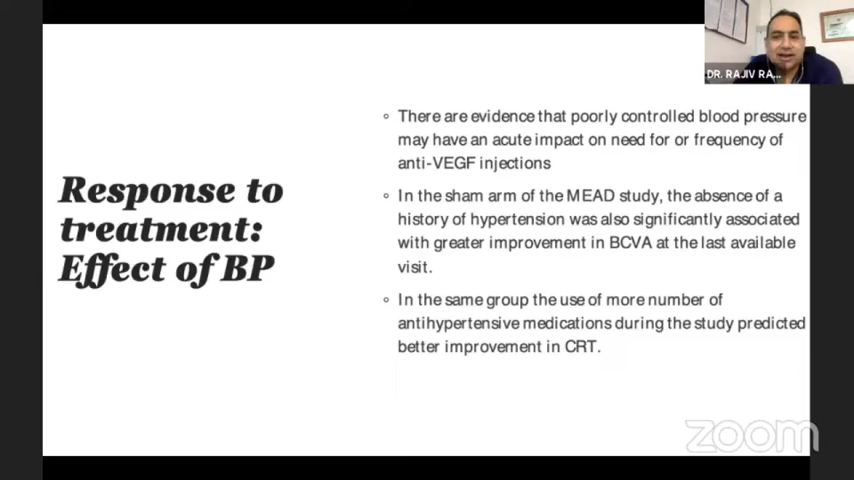 DR. RAJIV RA...
Response to
treatment:
Effect of BP
There are evidence that poorly controlled blood pressure
may have an acute impact on need for or frequency of
anti-VEGF injections
In the sham arm of the MEAD study, the absence of a
history of hypertension was also significantly associated
with greater improvement in BCVA at the last available
visit.
In the same group the use of more number of
antihypertensive medications during the study predicted
better improvement in CRT.
zoom